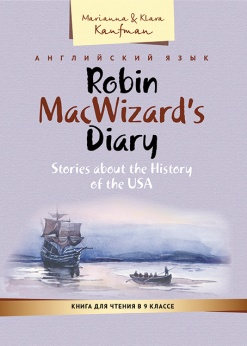 Marianna & Klara
Kaufman
АНГЛИЙСКИЙ ЯЗЫК
Robin
MacWizard's
Diary
Stories about the History
of the USA
КНИГА ДЛЯ ЧТЕНИЯ В 9 КЛАССЕ